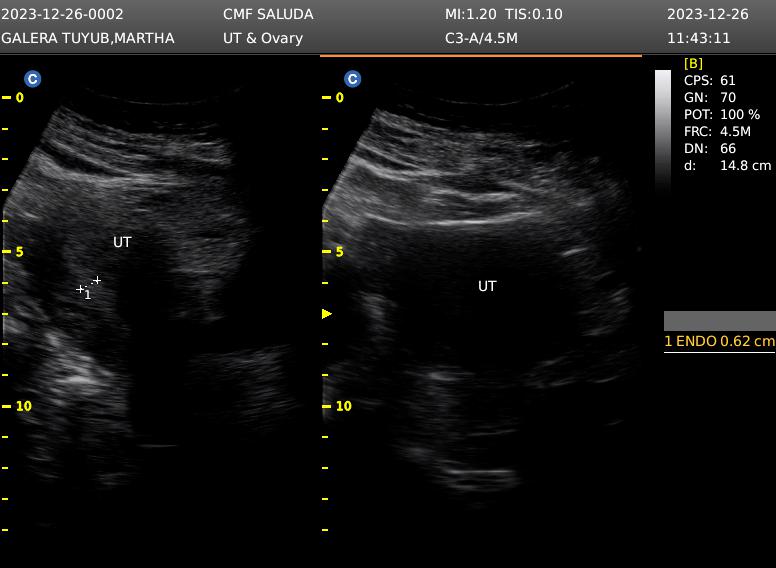 2023-12-26-0002 CMF SALUDA MI:1.20 TIS:0.10 2023-12-26
GALERA TUYUB,MARTHA UT & Ovary C3-A/4.5M 11:43:11
[B]
CPS: 61
GN: 70
POT: 100 %
FRC: 4.5M
DN: 66
d: 14.8 cm
C
C
0
0
UT
5
5
1
UT
1 ENDO 0.62 cm
10
10